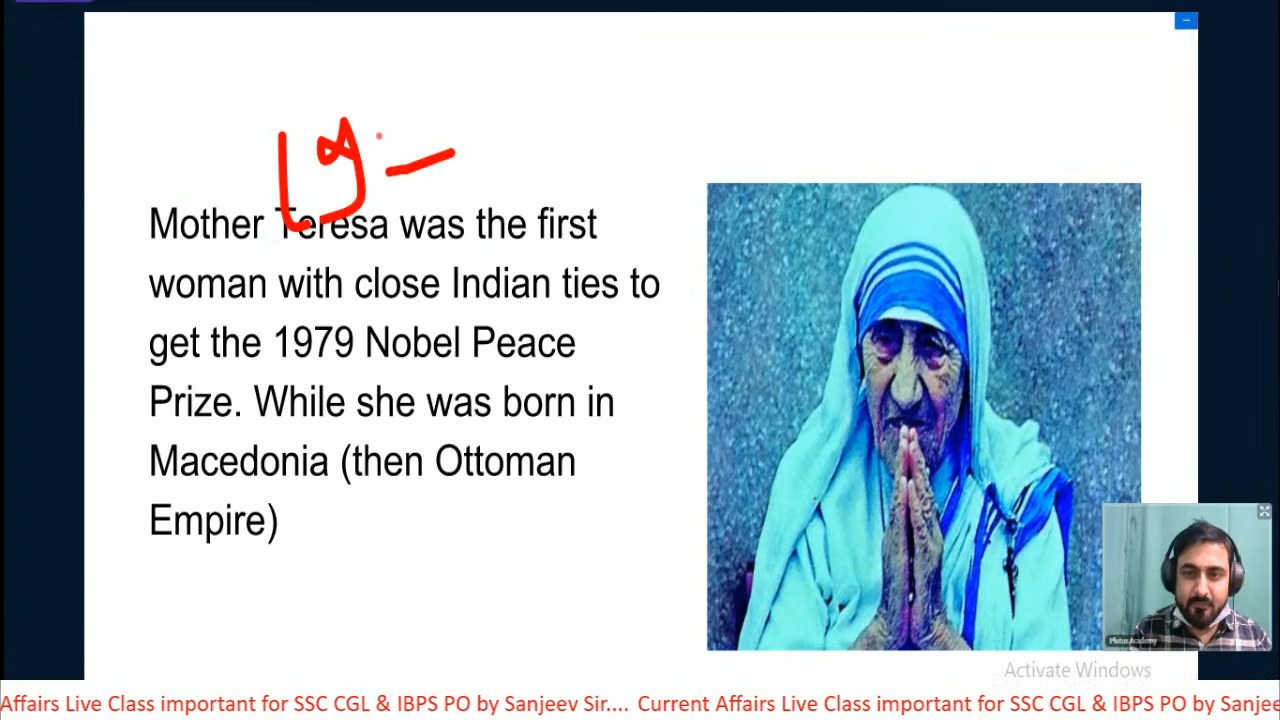 Mother Teresa was the first
woman with close Indian ties to
get the 1979 Nobel Peace
Prize. While she was born in
Macedonia (then Ottoman
Empire)
Plutus Academy
Activate Windows
Affairs Live Class important for SSC CGL & IBPS PO by Sanjeev Sir.... Current Affairs Live Class important for SSC CGL & IBPS PO by Sanjee